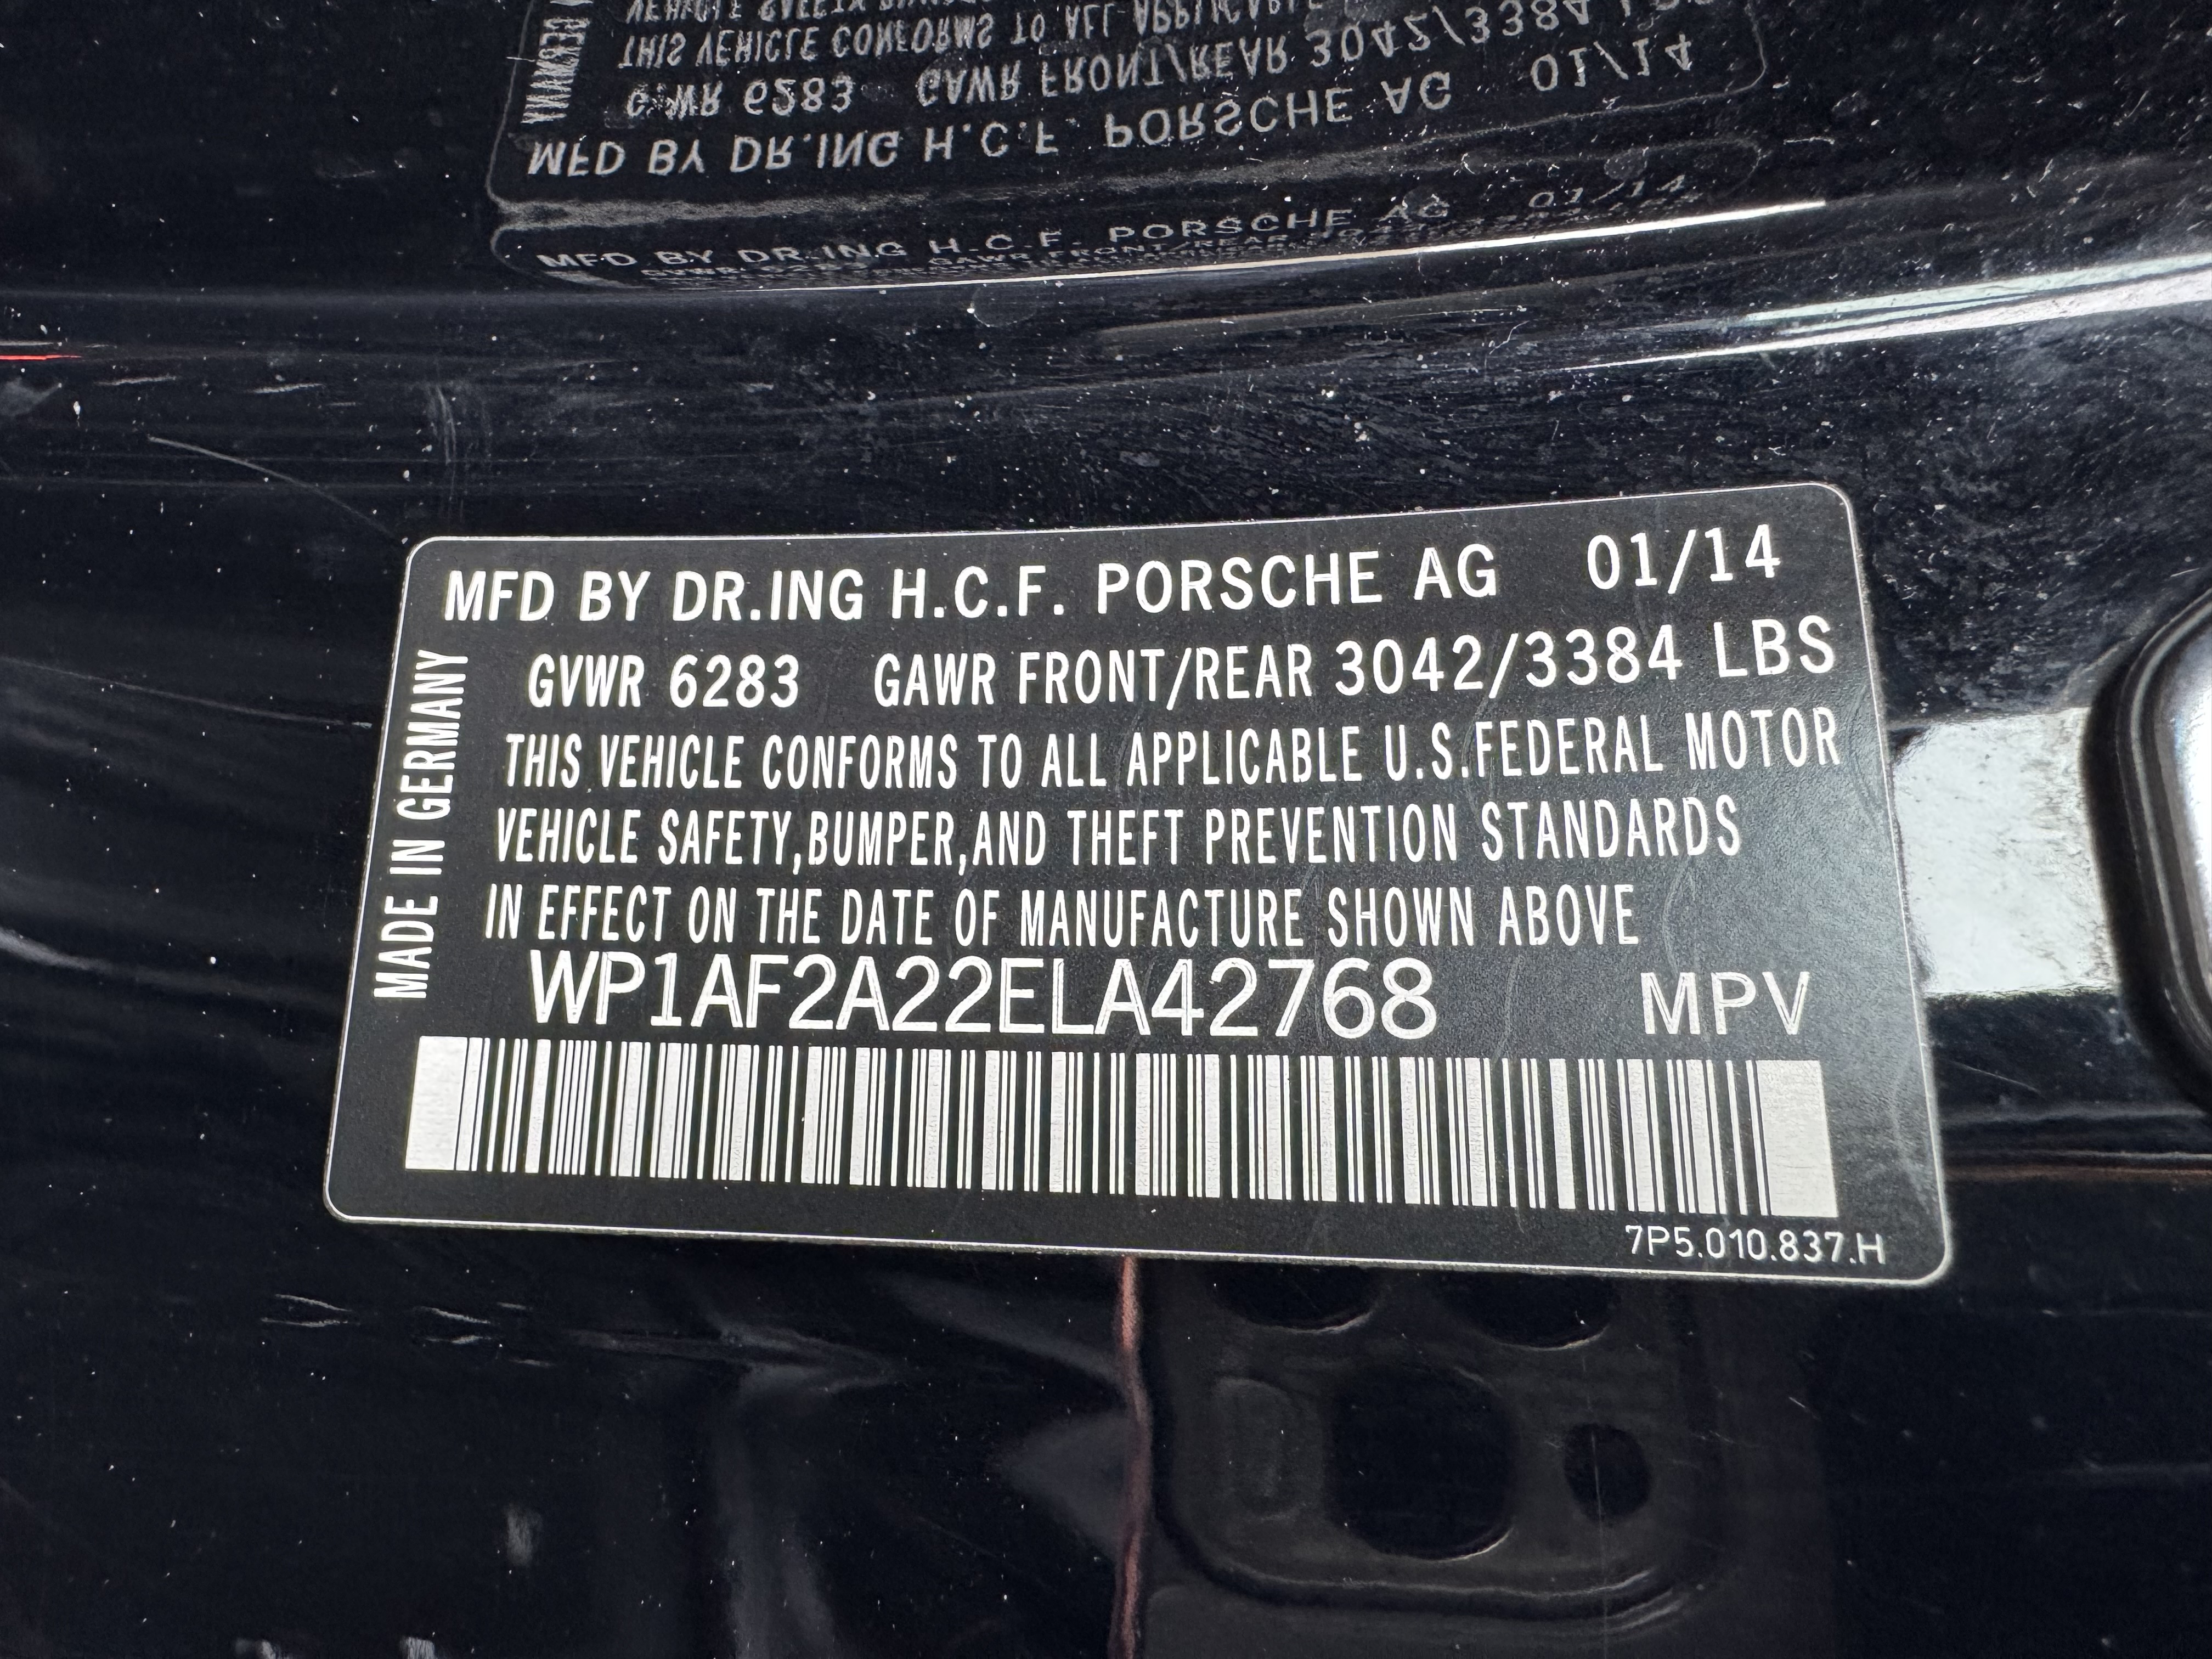 MFD BY DR.ING H.C.F. PORSCHE AG 01/14
GVWR 6283 GAWR FRONT/REAR 3042/3384 LBS
THIS VEHICLE CONFORMS TO ALL APPLICABLE U.S.FEDERAL MOTOR
VEHICLE SAFETY,BUMPER,AND THEFT PREVENTION STANDARDS
IN EFFECT ON THE DATE OF MANUFACTURE SHOWN ABOVE
WP1AF2A22ELA42768 MPV
MADE IN GERMANY
7P5.010.837.H